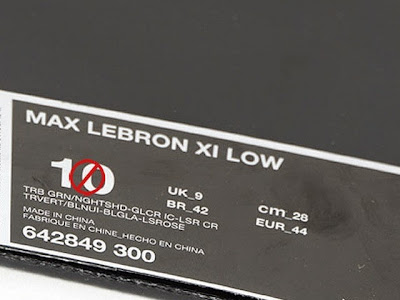 MAX LEBRON XI LOW
10
UK_9 cm_28
BR_42 EUR_44
TRB GRN/NGHTSHD-GLCR IC-LSR CR
TRVERT/BLNUI-BLGLA-LSROSE
MADE IN CHINA
FABRIQUE EN CHINE_HECHO EN CHINA
642849 300